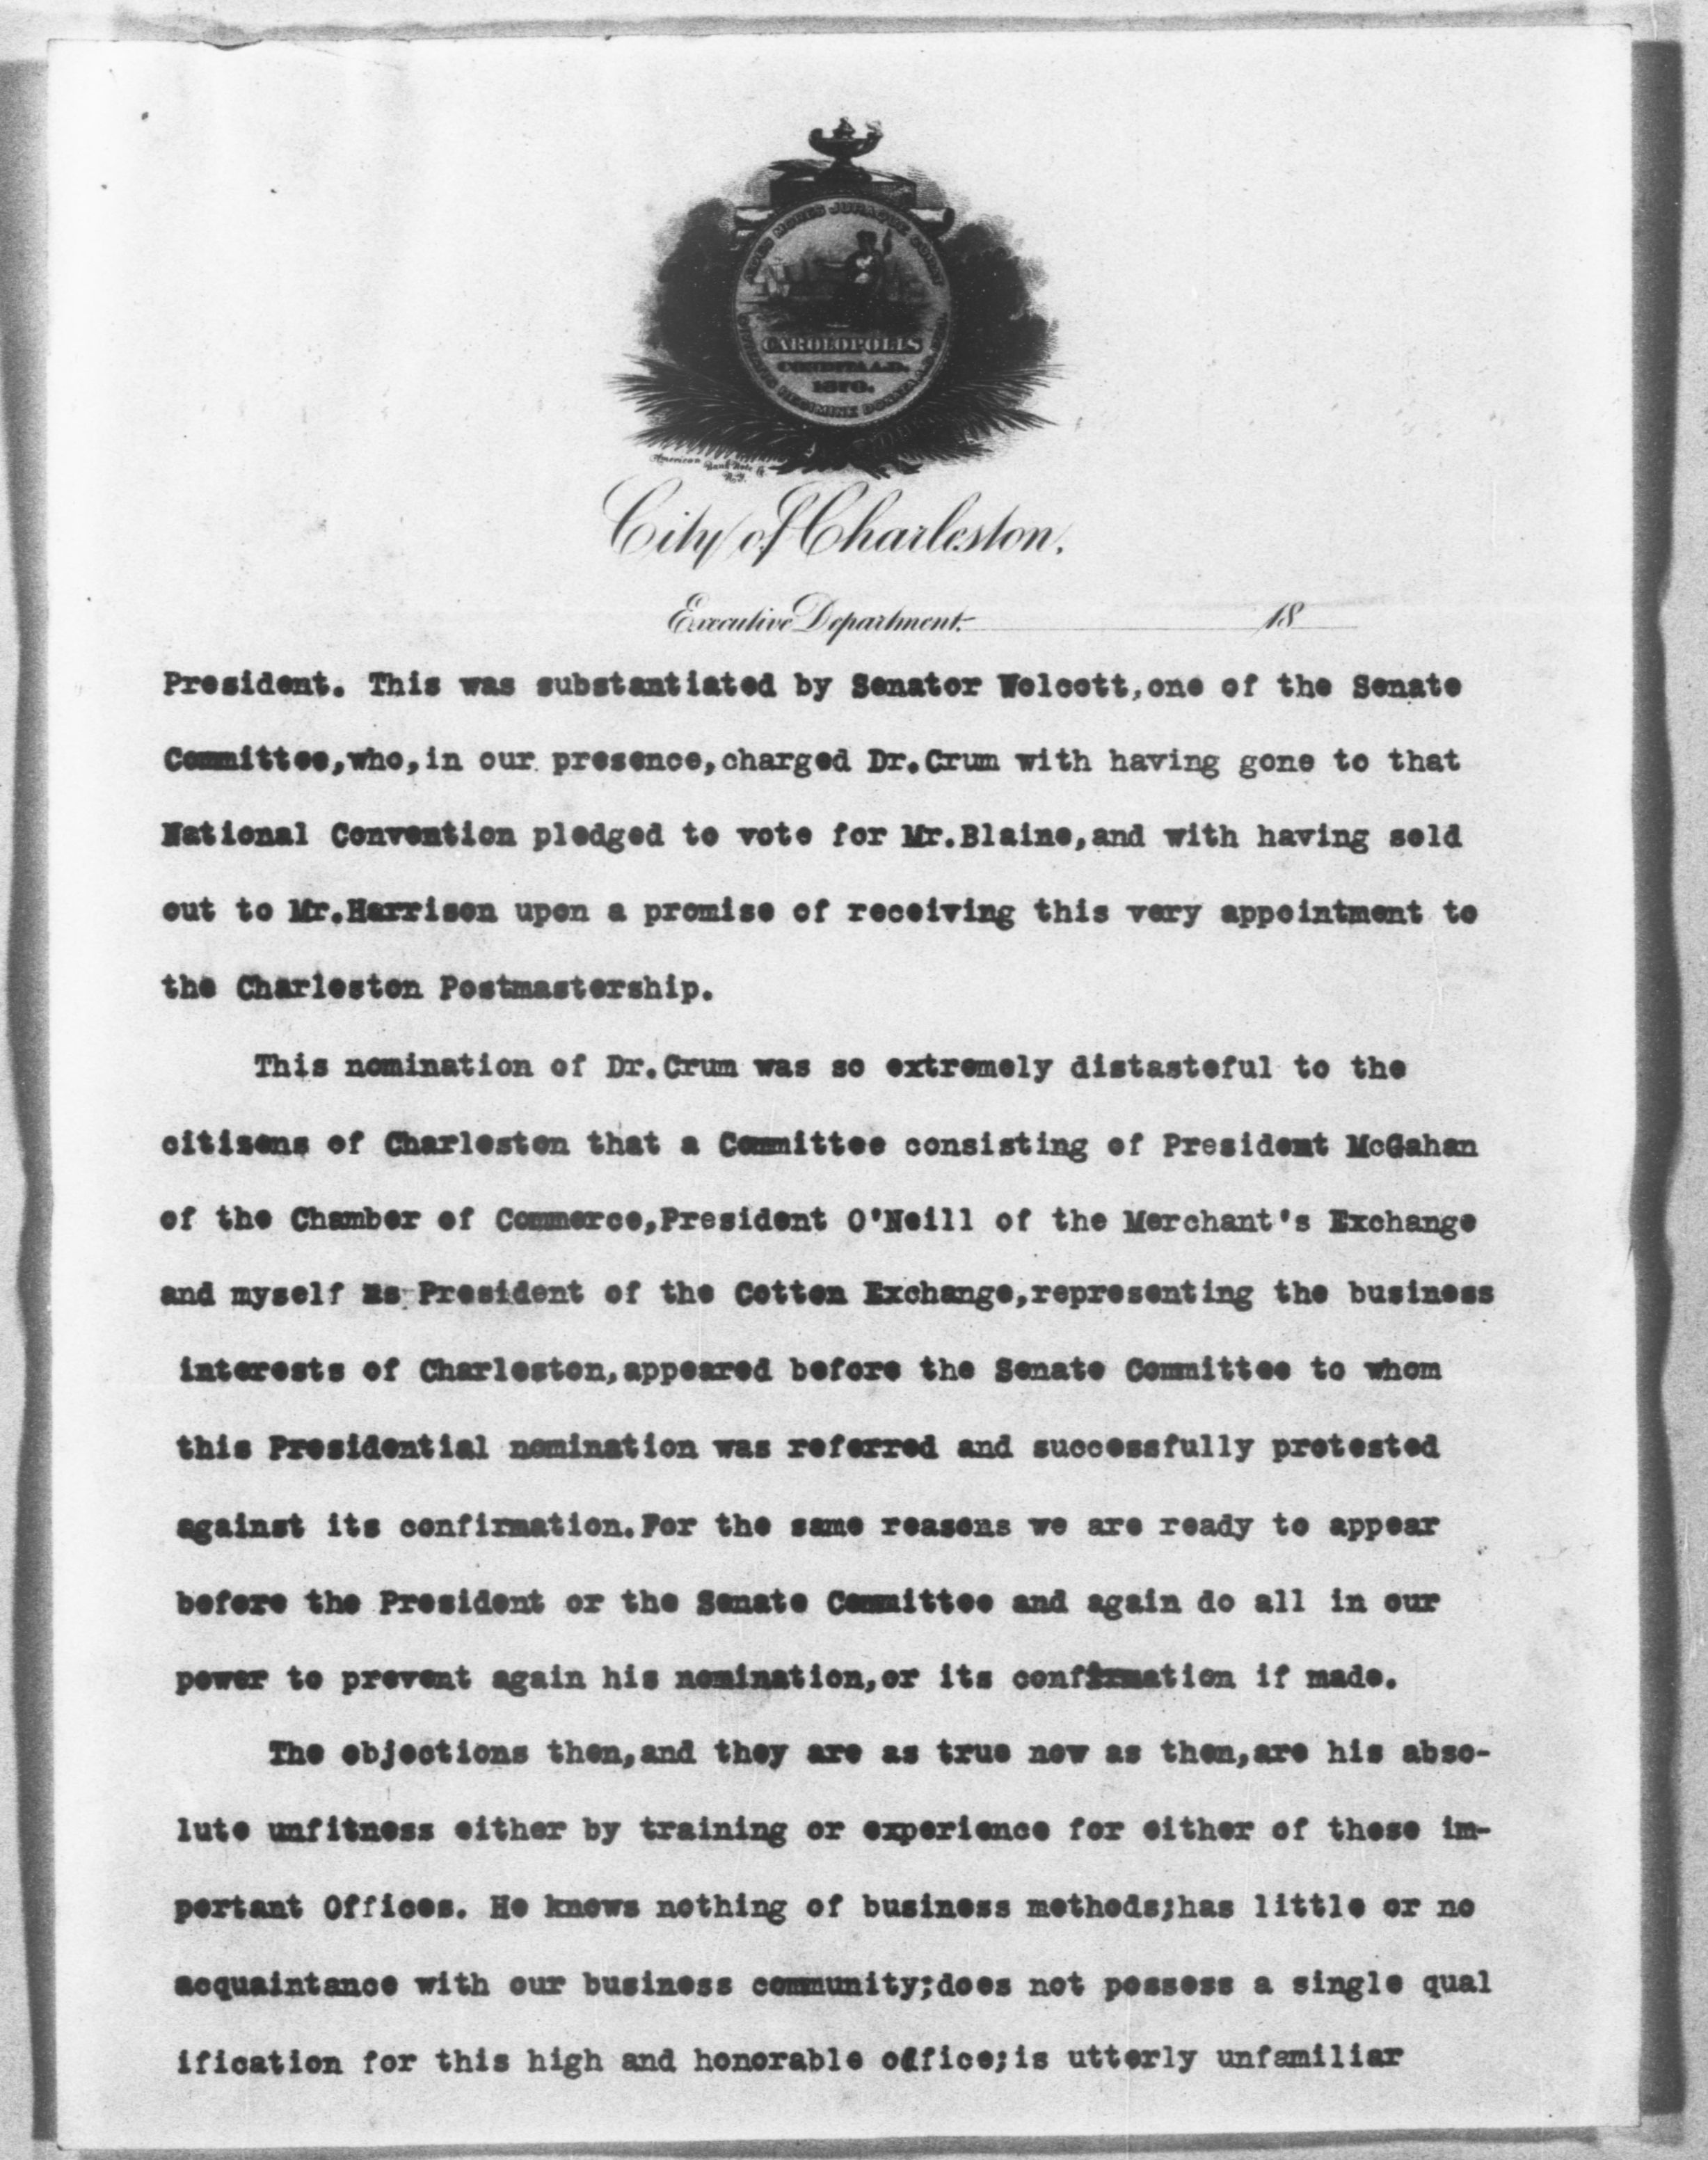 CAROLOPOLIS
CONDITA A.D.
1670.
American
Bank Note Co.
N.Y.
City of Charleston.
Executive Department. 18
President. This was substantiated by Senator Wolcott,one of the Senate
Committee,who,in our presence,charged Dr.Crum with having gone to that
National Convention pledged to vote for Mr.Blaine,and with having sold
out to Mr.Harrison upon a promise of receiving this very appointment to
the Charleston Postmastership.
This nomination of Dr.Crum was so extremely distasteful to the
citizens of Charleston that a Committee consisting of President McGahan
of the Chamber of Commerce,President O'Neill of the Merchant's Exchange
and myself as President of the Cotton Exchange,representing the business
interests of Charleston,appeared before the Senate Committee to whom
this Presidential nomination was referred and successfully protested
against its confirmation.For the same reasons we are ready to appear
before the President or the Senate Committee and again do all in our
power to prevent again his nomination,or its confirmation if made.
The objections then,and they are as true now as then,are his abso-
lute unfitness either by training or experience for either of these im-
portant Offices. He knows nothing of business methods;has little or no
acquaintance with our business community;does not possess a single qual
ification for this high and honorable office;is utterly unfamiliar